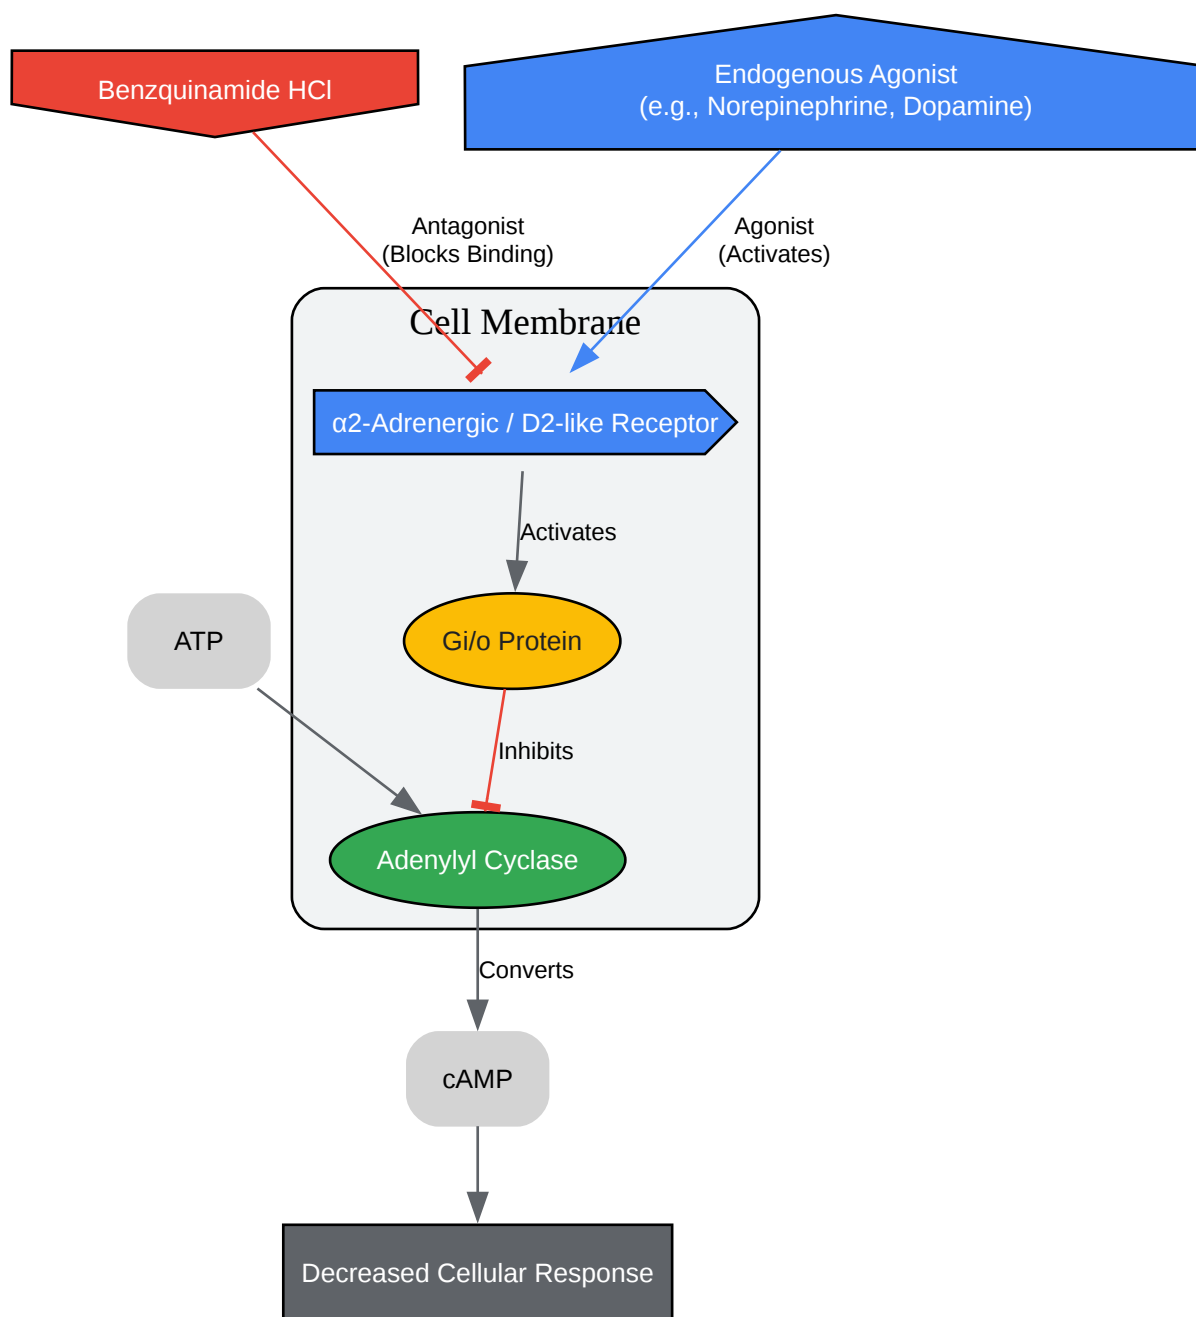 Benzquinamide HCl
Endogenous Agonist
(e.g., Norepinephrine, Dopamine)
Antagonist
(Blocks Binding)
Agonist
(Activates)
Cell Membrane
α2-Adrenergic / D2-like Receptor
Activates
ATP
Gi/o Protein
Inhibits
Adenylyl Cyclase
Converts
cAMP
Decreased Cellular Response